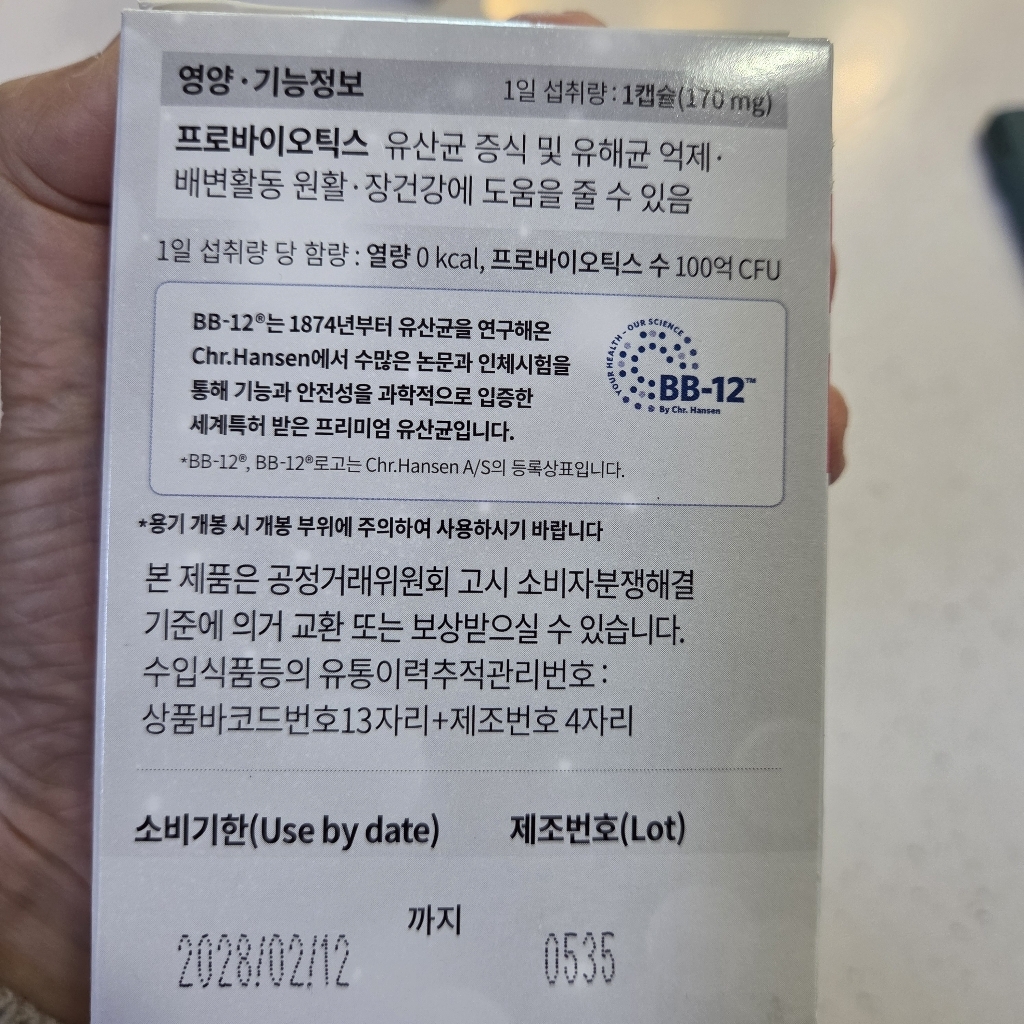 영양·기능정보 1일 섭취량 : 1캡슐(170 mg)
프로바이오틱스 유산균 증식 및 유해균 억제·
배변활동 원활·장건강에 도움을 줄 수 있음
1일 섭취량 당 함량 : 열량 0 kcal, 프로바이오틱스 수 100억 CFU
BB-12®는 1874년부터 유산균을 연구해온
Chr.Hansen에서 수많은 논문과 인체시험을
통해 기능과 안전성을 과학적으로 입증한
세계특허 받은 프리미엄 유산균입니다.
*BB-12®, BB-12®로고는 Chr.Hansen A/S의 등록상표입니다.
YOUR HEALTH - OUR SCIENCE
BB-12™
By Chr. Hansen
*용기 개봉 시 개봉 부위에 주의하여 사용하시기 바랍니다
본 제품은 공정거래위원회 고시 소비자분쟁해결
기준에 의거 교환 또는 보상받으실 수 있습니다.
수입식품등의 유통이력추적관리번호 :
상품바코드번호13자리+제조번호 4자리
소비기한(Use by date) 제조번호(Lot)
까지
2028/02/12 0535